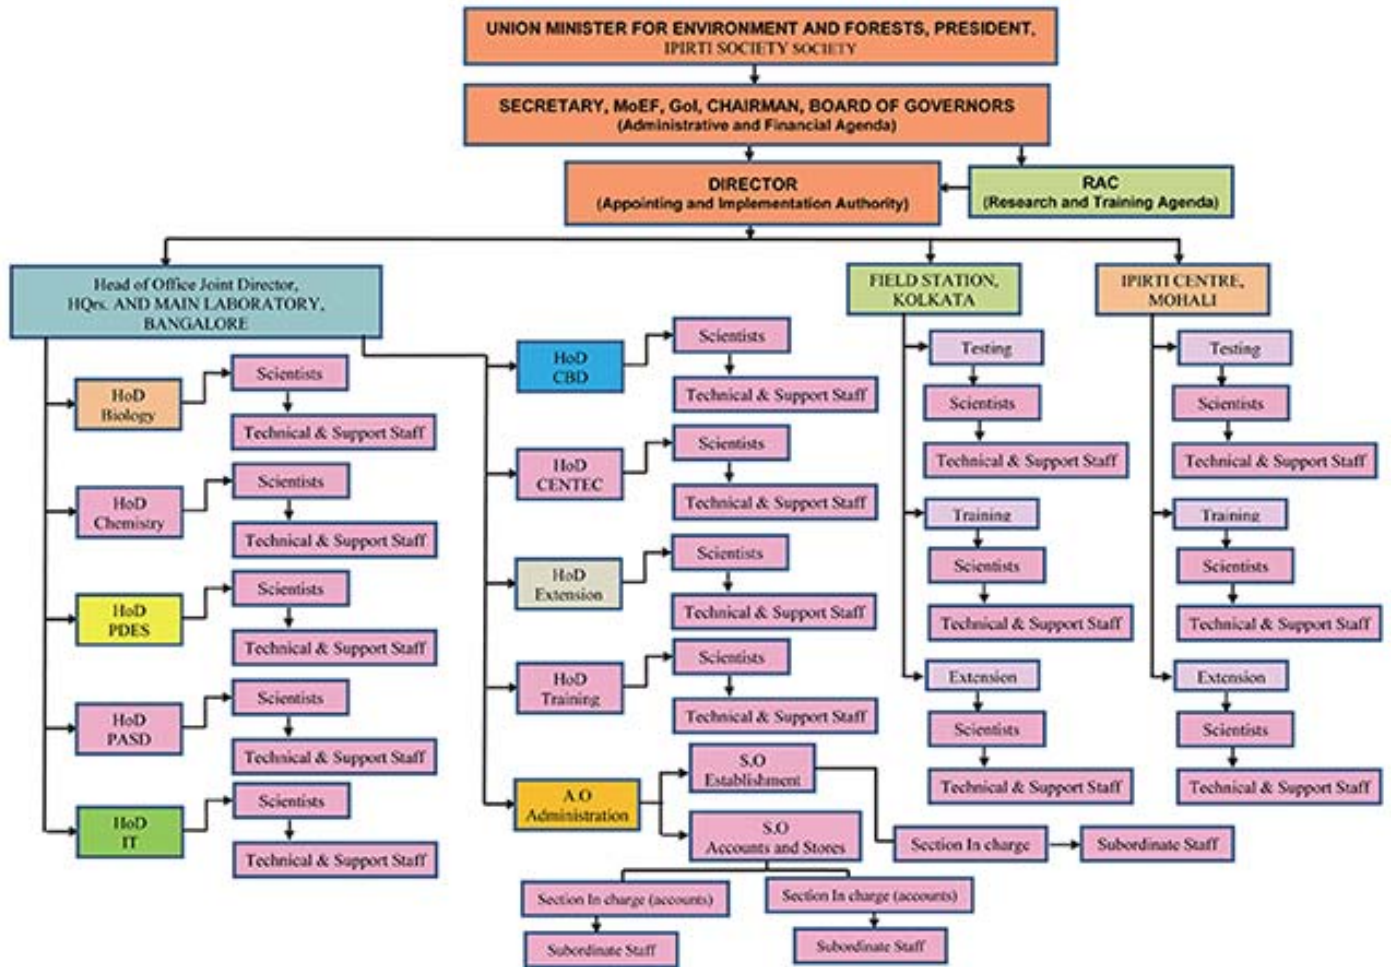 UNION MINISTER FOR ENVIRONMENT AND FORESTS, PRESIDENT,
IPIRTI SOCIETY SOCIETY
SECRETARY, MoEF, GoI, CHAIRMAN, BOARD OF GOVERNORS
(Administrative and Financial Agenda)
DIRECTOR
(Appointing and Implementation Authority)
RAC
(Research and Training Agenda)
Head of Office Joint Director,
HQrs. AND MAIN LABORATORY,
BANGALORE
HoD
Biology
Scientists
Technical & Support Staff
HoD
Chemistry
Scientists
Technical & Support Staff
HoD
PDES
Scientists
Technical & Support Staff
HoD
PASD
Scientists
Technical & Support Staff
HoD
IT
Scientists
Technical & Support Staff
HoD
CBD
Scientists
Technical & Support Staff
HoD
CENTEC
Scientists
Technical & Support Staff
HoD
Extension
Scientists
Technical & Support Staff
HoD
Training
Scientists
Technical & Support Staff
A.O
Administration
S.O
Establishment
Section In charge
Subordinate Staff
S.O
Accounts and Stores
Section In charge (accounts)
Subordinate Staff
Section In charge (accounts)
Subordinate Staff
FIELD STATION,
KOLKATA
Testing
Scientists
Technical & Support Staff
Training
Scientists
Technical & Support Staff
Extension
Scientists
Technical & Support Staff
IPIRTI CENTRE,
MOHALI
Testing
Scientists
Technical & Support Staff
Training
Scientists
Technical & Support Staff
Extension
Scientists
Technical & Support Staff